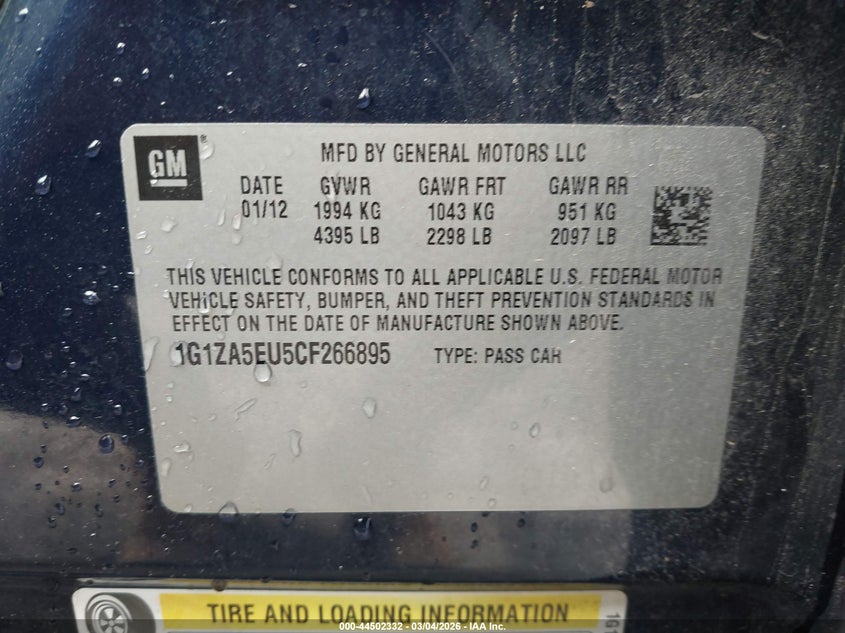 GM®
MFD BY GENERAL MOTORS LLC
DATE GVWR GAWR FRT GAWR RR
01/12 1994 KG 1043 KG 951 KG
4395 LB 2298 LB 2097 LB
THIS VEHICLE CONFORMS TO ALL APPLICABLE U.S. FEDERAL MOTOR
VEHICLE SAFETY, BUMPER, AND THEFT PREVENTION STANDARDS IN
EFFECT ON THE DATE OF MANUFACTURE SHOWN ABOVE.
1G1ZA5EU5CF266895 TYPE: PASS CAR
TIRE AND LOADING INFORMATION
1G1
000-44502332 - 03/04/2026 - IAA Inc.